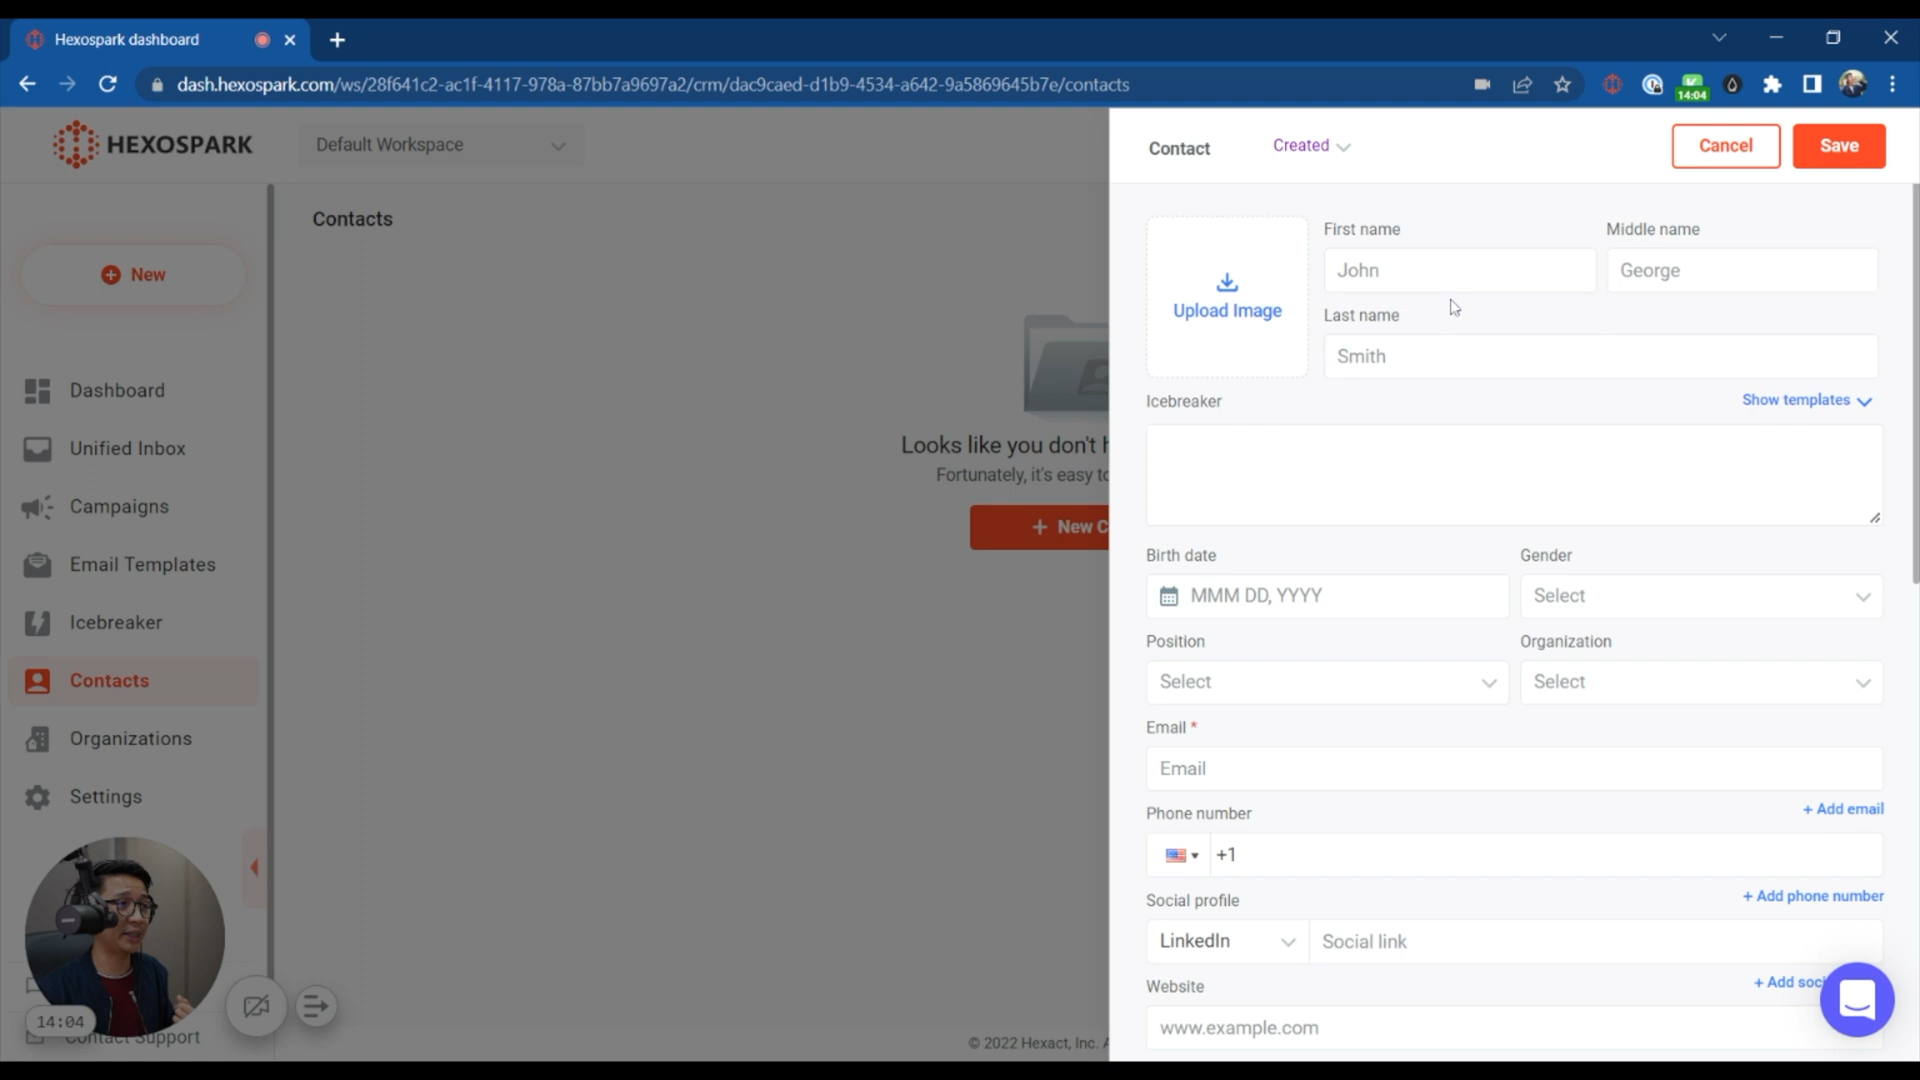 Hexospark dashboard
dash.hexospark.com/ws/28f641c2-ac1f-4117-978a-87bb7a9697a2/crm/dac9caed-d1b9-4534-a642-9a5869645b7e/contacts
14:04
HEXOSPARK
Default Workspace
Contact
Created
Cancel
Save
New
Dashboard
Unified Inbox
Campaigns
Email Templates
Icebreaker
Contacts
Organizations
Settings
14:04
Contact Support
Contacts
Looks like you don't
Fortunately, it's easy
+ New
© 2022 Hexact, Inc.
Upload Image
First name
Middle name
John
George
Last name
Smith
Icebreaker
Show templates
Birth date
Gender
MMM DD, YYYY
Select
Position
Organization
Select
Select
Email *
Email
+ Add email
Phone number
+1
+ Add phone number
Social profile
LinkedIn
Social link
+ Add
Website
www.example.com